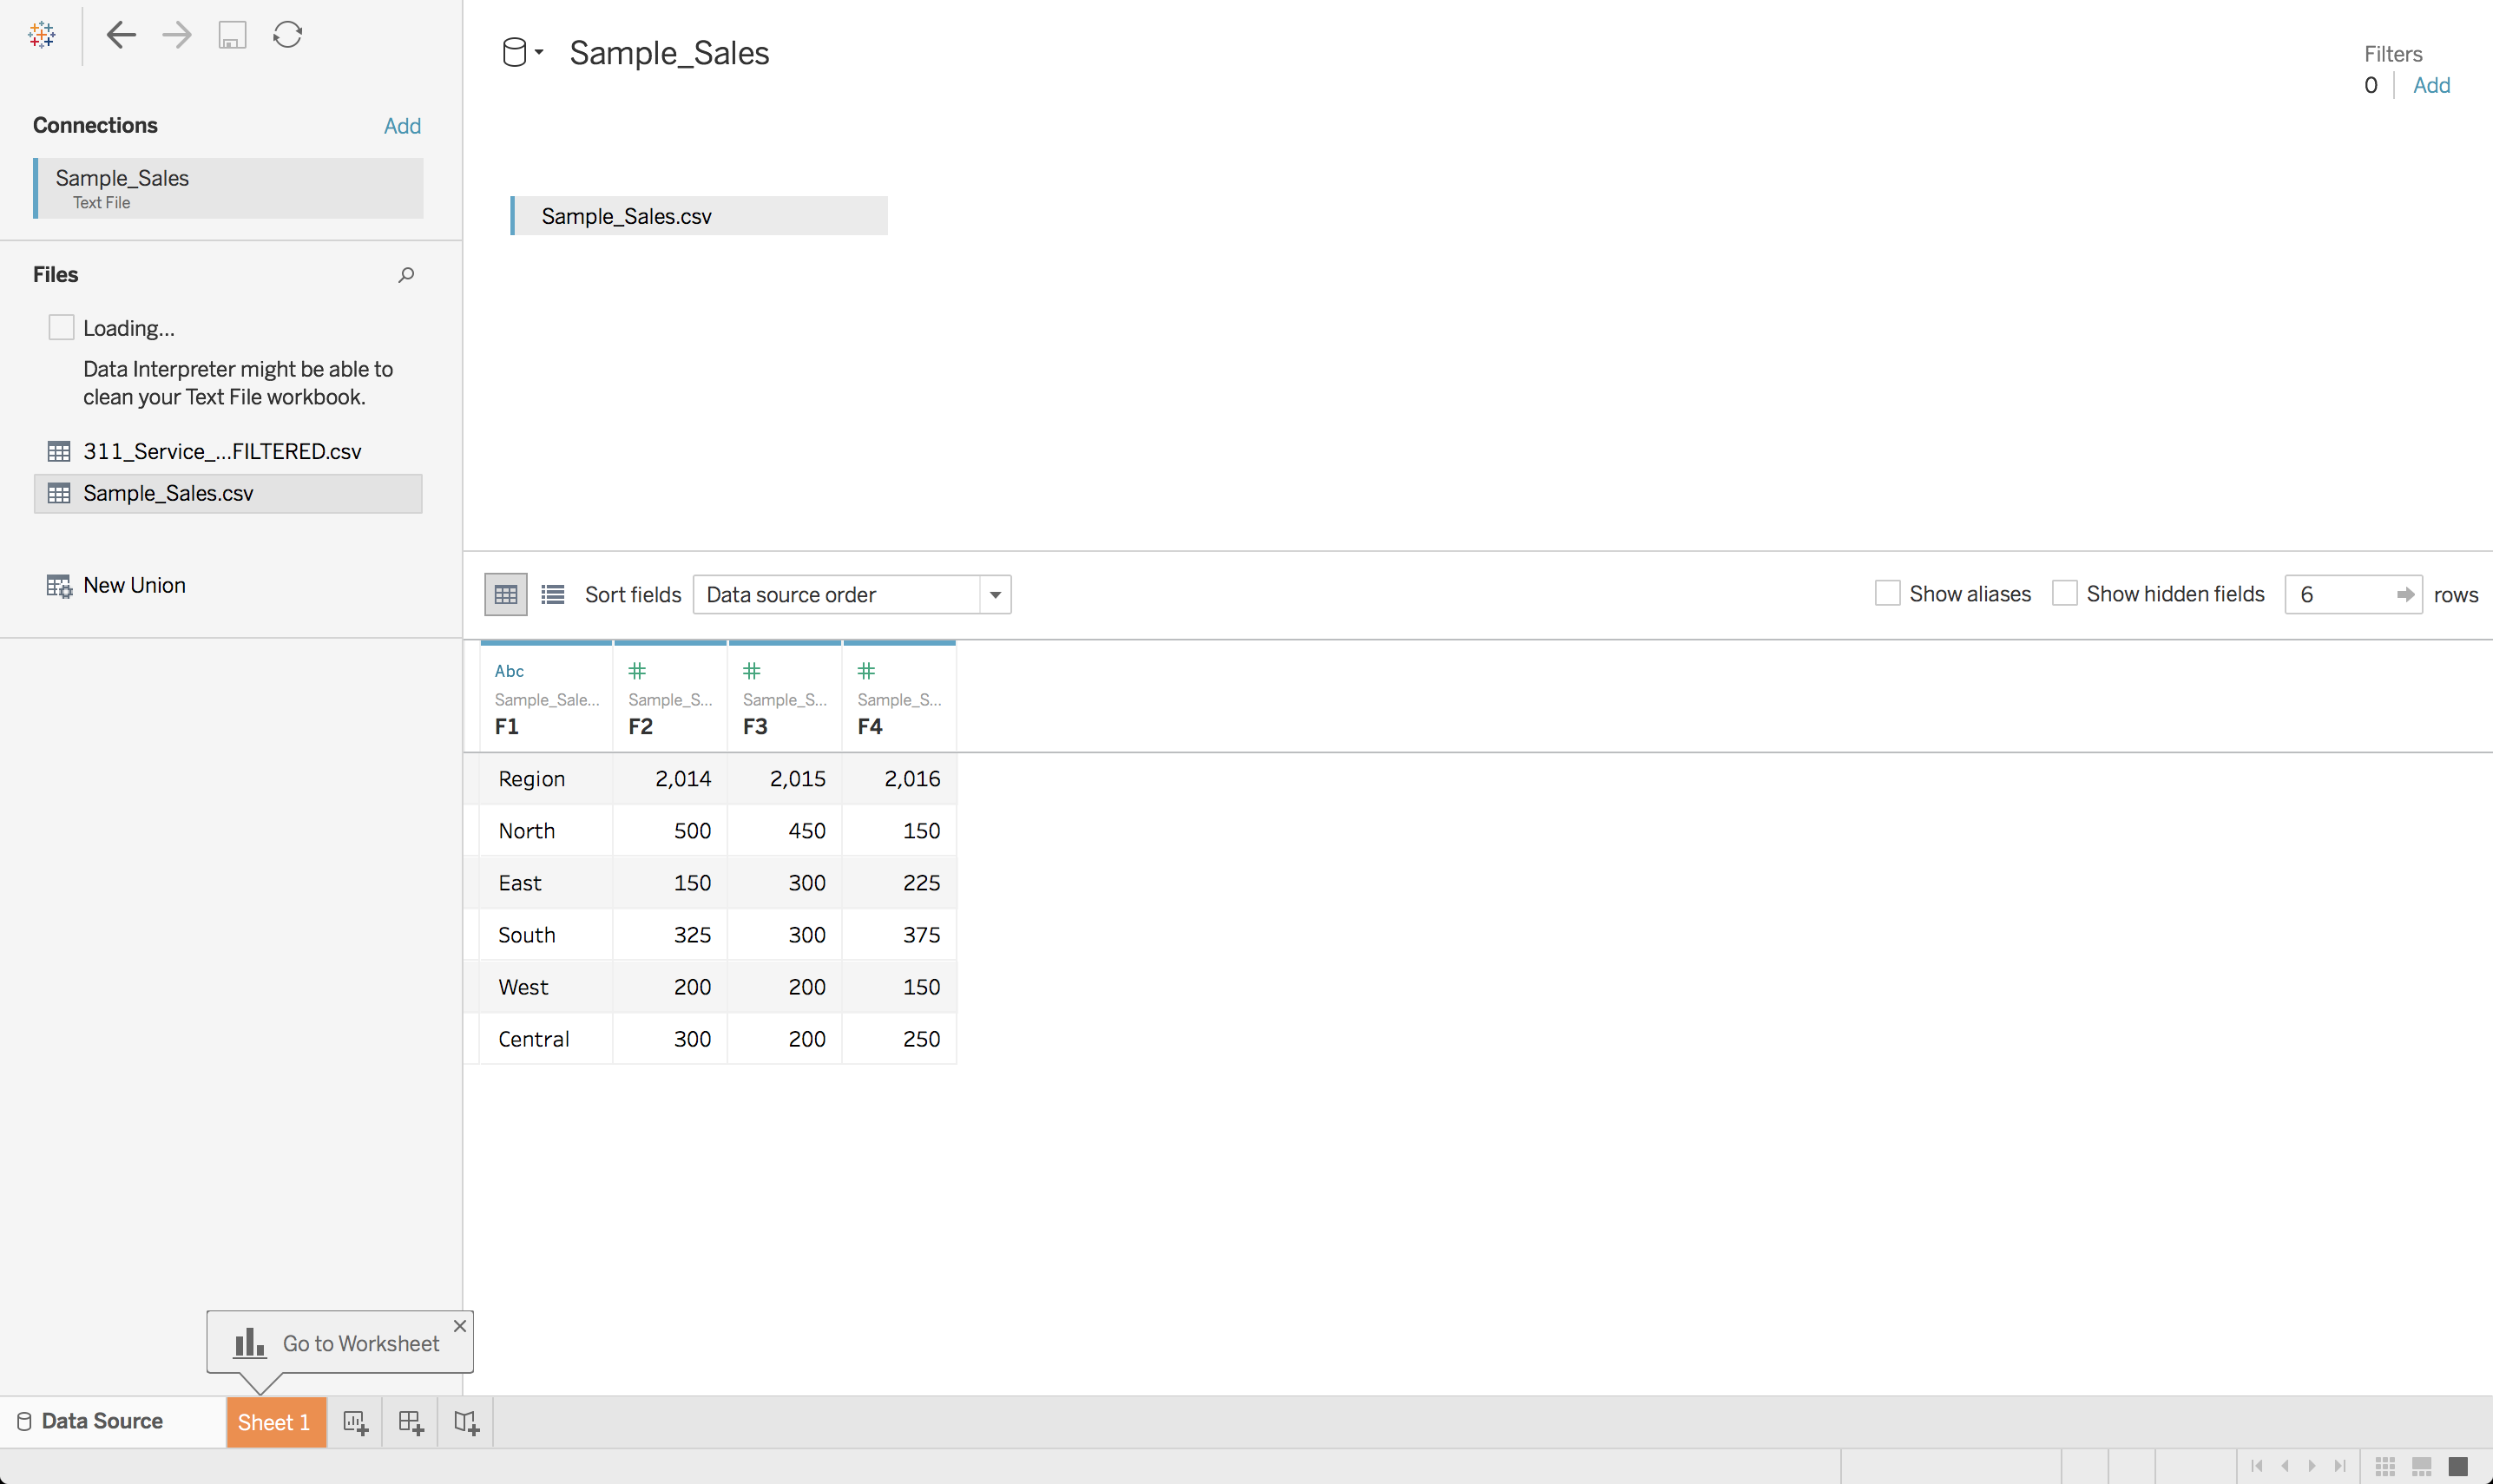 Sample_Sales
Filters
0 Add
Connections Add
Sample_Sales
Text File
Sample_Sales.csv
Files
Loading...
Data Interpreter might be able to
clean your Text File workbook.
311_Service_...FILTERED.csv
Sample_Sales.csv
New Union
Sort fields Data source order Show aliases Show hidden fields 6 rows
Abc
Sample_Sale... Sample_S... Sample_S... Sample_S...
F1 F2 F3 F4
Region 2,014 2,015 2,016
North 500 450 150
East 150 300 225
South 325 300 375
West 200 200 150
Central 300 200 250
Go to Worksheet
Data Source Sheet 1